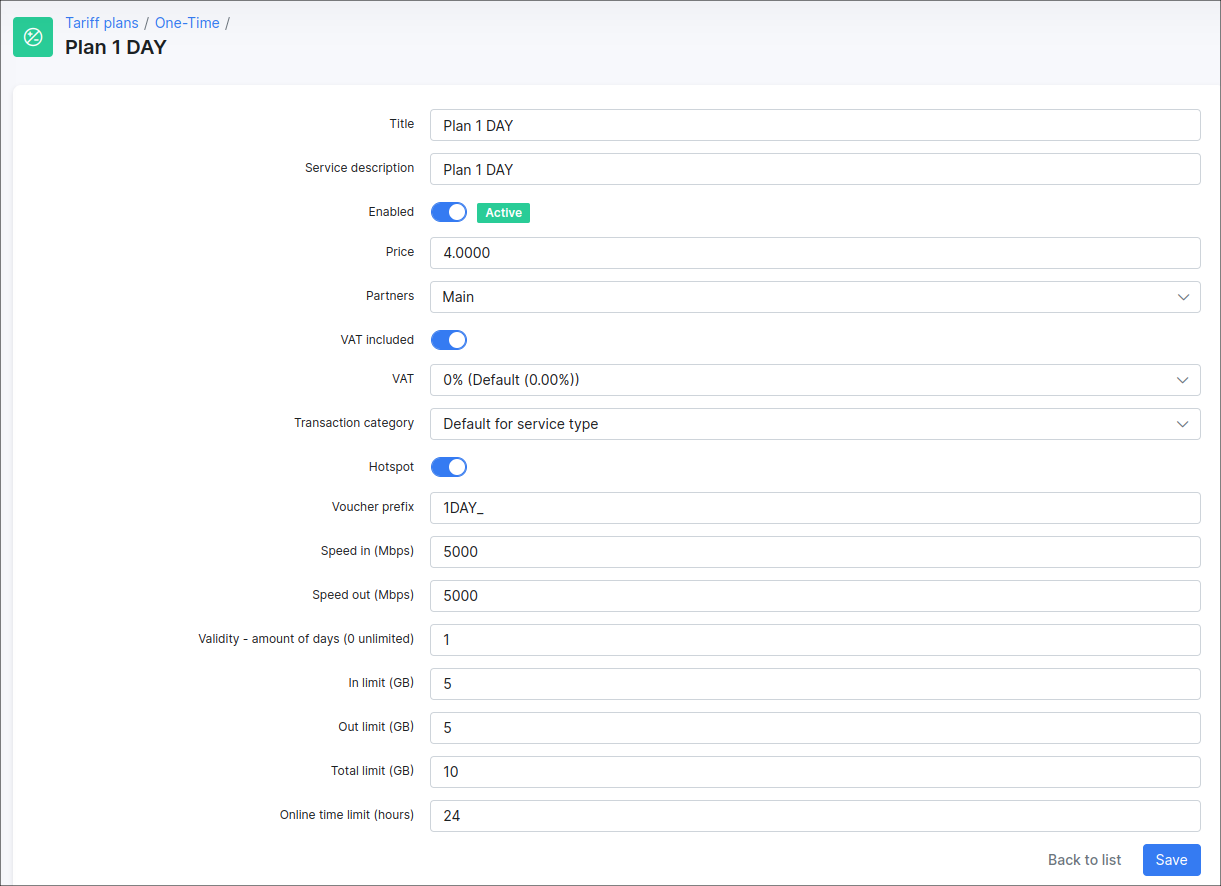 Tariff plans / One-Time /
Plan 1 DAY
Title Plan 1 DAY
Service description Plan 1 DAY
Enabled Active
Price 4.0000
Partners Main
VAT included
VAT 0% (Default (0.00%))
Transaction category Default for service type
Hotspot
Voucher prefix 1DAY_
Speed in (Mbps) 5000
Speed out (Mbps) 5000
Validity - amount of days (0 unlimited) 1
In limit (GB) 5
Out limit (GB) 5
Total limit (GB) 10
Online time limit (hours) 24
Back to list Save